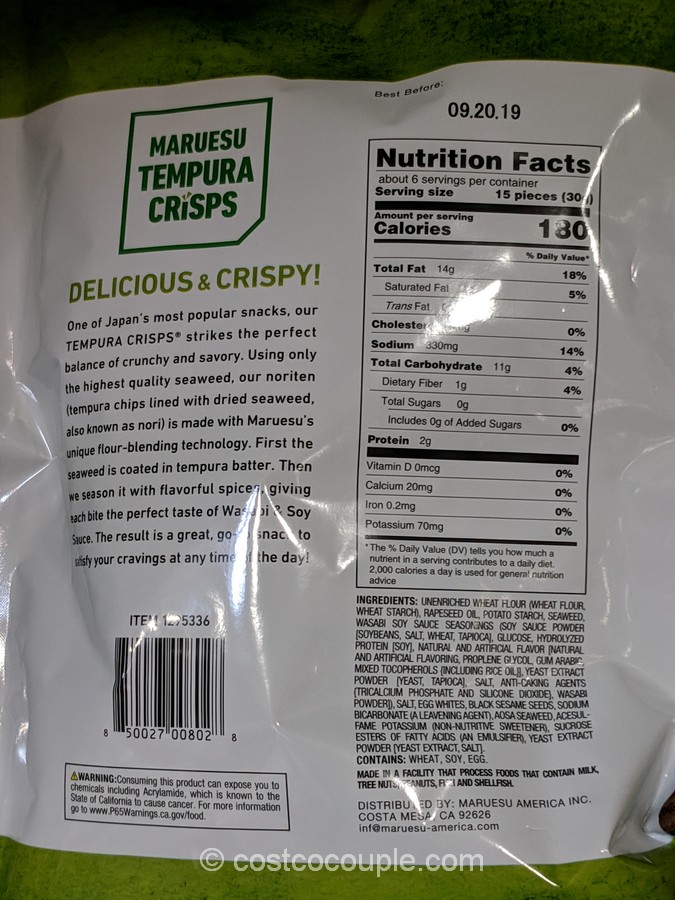 MARUESU
TEMPURA
CRISPS
DELICIOUS & CRISPY!
One of Japan's most popular snacks, our
TEMPURA CRISPS® strikes the perfect
balance of crunchy and savory. Using only
the highest quality seaweed, our noriten
(tempura chips lined with dried seaweed,
also known as nori) is made with Maruesu's
unique flour-blending technology. First the
seaweed is coated in tempura batter. Then
we season it with flavorful spices, giving
each bite the perfect taste of Wasabi & Soy
Sauce. The result is a great, go-to snack to
satisfy your cravings at any time of the day!
ITEM 1295336
8 50027 00802 8
⚠WARNING:Consuming this product can expose you to
chemicals including Acrylamide, which is known to the
State of California to cause cancer. For more information
go to www.P65Warnings.ca.gov/food.
Best Before:
09.20.19
Nutrition Facts
about 6 servings per container
Serving size 15 pieces (30g)
Amount per serving
Calories 180
% Daily Value*
Total Fat 14g 18%
Saturated Fat 5%
Trans Fat
Cholester 0%
Sodium 330mg 14%
Total Carbohydrate 11g 4%
Dietary Fiber 1g 4%
Total Sugars 0g
Includes 0g of Added Sugars 0%
Protein 2g
Vitamin D 0mcg 0%
Calcium 20mg 0%
Iron 0.2mg 0%
Potassium 70mg 0%
*The % Daily Value (DV) tells you how much a
nutrient in a serving contributes to a daily diet.
2,000 calories a day is used for general nutrition
advice
INGREDIENTS: UNENRICHED WHEAT FLOUR (WHEAT FLOUR,
WHEAT STARCH), RAPESEED OIL, POTATO STARCH, SEAWEED,
WASABI SOY SAUCE SEASONINGS (SOY SAUCE POWDER
[SOYBEANS, SALT, WHEAT, TAPIOCA], GLUCOSE, HYDROLYZED
PROTEIN [SOY], NATURAL AND ARTIFICIAL FLAVOR [NATURAL
AND ARTIFICIAL FLAVORING, PROPLENE GLYCOL, GUM ARABIC,
MIXED TOCOPHEROLS {INCLUDING RICE OIL}], YEAST EXTRACT
POWDER [YEAST, TAPIOCA], SALT, ANTI-CAKING AGENTS
[TRICALCIUM PHOSPHATE AND SILICONE DIOXIDE], WASABI
POWDER]), SALT, EGG WHITES, BLACK SESAME SEEDS, SODIUM
BICARBONATE (A LEAVENING AGENT), AOSA SEAWEED, ACESUL-
FAME POTASSIUM (NON-NUTRITIVE SWEETENER), SUCROSE
ESTERS OF FATTY ACIDS (AN EMULSIFIER), YEAST EXTRACT
POWDER [YEAST EXTRACT, SALT].
CONTAINS: WHEAT, SOY, EGG.
MADE IN A FACILITY THAT PROCESS FOODS THAT CONTAIN MILK,
TREE NUTS, PEANUTS, FISH AND SHELLFISH.
DISTRIBUTED BY: MARUESU AMERICA INC.
COSTA MESA, CA 92626
info@maruesu-america.com
© costcocouple.com